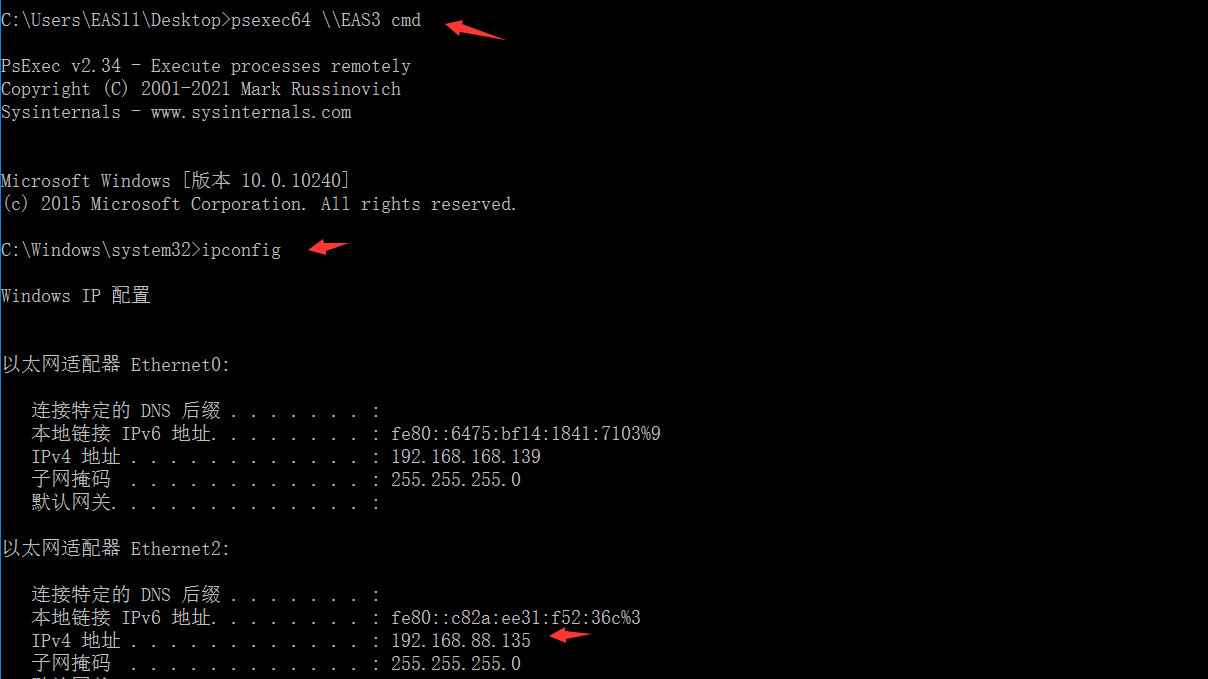 C:\Users\EAS11\Desktop>psexec64 \\EAS3 cmd
PsExec v2.34 - Execute processes remotely
Copyright (C) 2001-2021 Mark Russinovich
Sysinternals - www.sysinternals.com
Microsoft Windows [版本 10.0.10240]
(c) 2015 Microsoft Corporation. All rights reserved.
C:\Windows\system32>ipconfig
Windows IP 配置
以太网适配器 Ethernet0:
连接特定的 DNS 后缀 . . . . . . . :
本地链接 IPv6 地址. . . . . . . . : fe80::6475:bf14:1841:7103%9
IPv4 地址 . . . . . . . . . . . . : 192.168.168.139
子网掩码  . . . . . . . . . . . . : 255.255.255.0
默认网关. . . . . . . . . . . . . :
以太网适配器 Ethernet2:
连接特定的 DNS 后缀 . . . . . . . :
本地链接 IPv6 地址. . . . . . . . : fe80::c82a:ee31:f52:36c%3
IPv4 地址 . . . . . . . . . . . . : 192.168.88.135
子网掩码  . . . . . . . . . . . . : 255.255.255.0